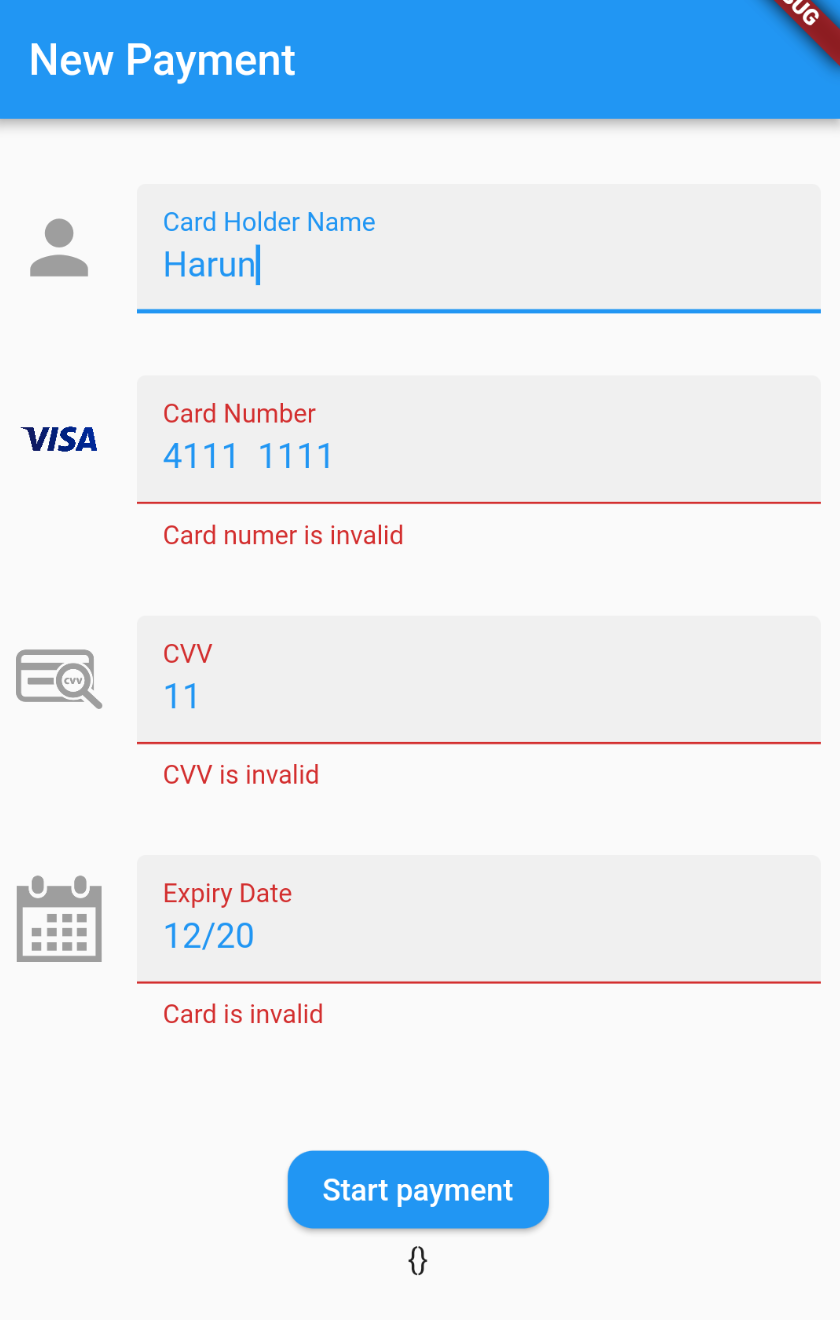 New Payment
Card Holder Name
Harun
VISA
Card Number
4111 1111
Card numer is invalid
CVV
CVV
11
CVV is invalid
Expiry Date
12/20
Card is invalid
Start payment
{}